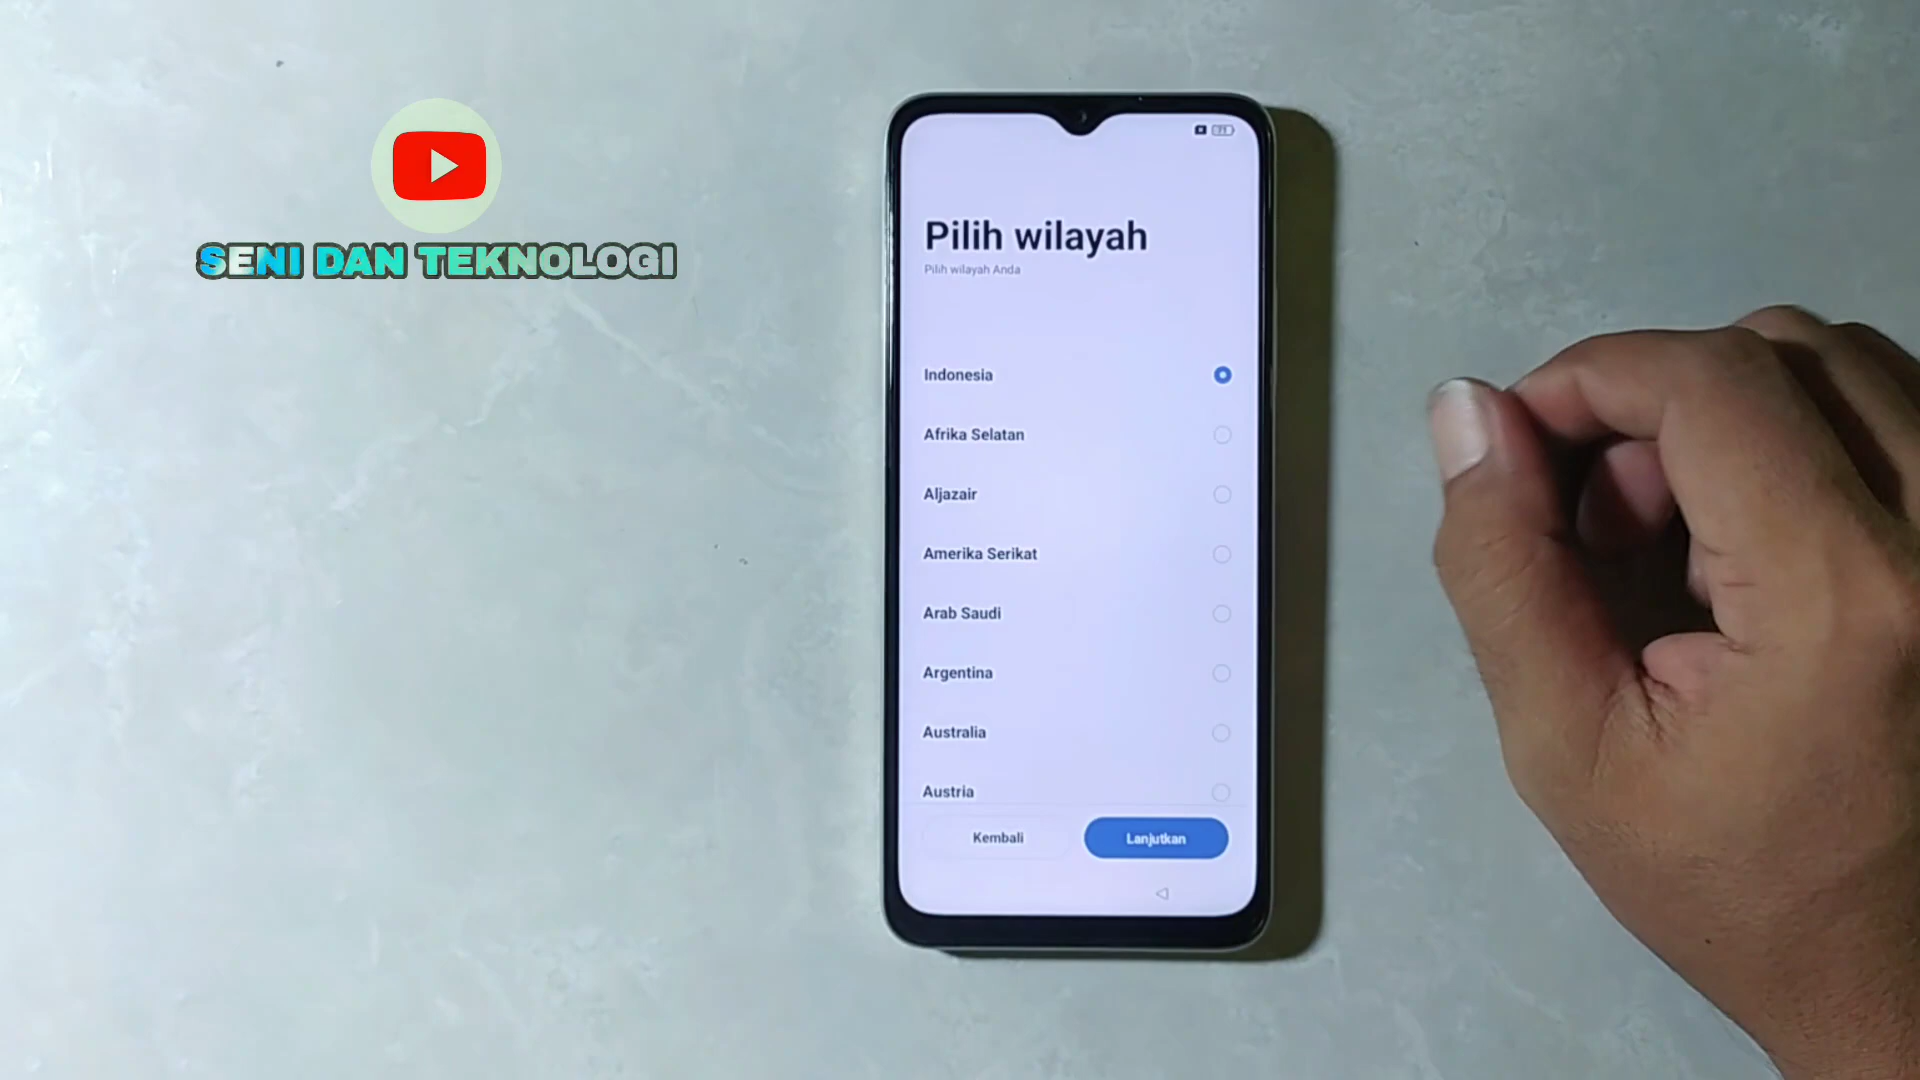 SENI DAN TEKNOLOGI
71
Pilih wilayah
Pilih wilayah Anda
Indonesia
Afrika Selatan
Aljazair
Amerika Serikat
Arab Saudi
Argentina
Australia
Austria
Kembali
Lanjutkan